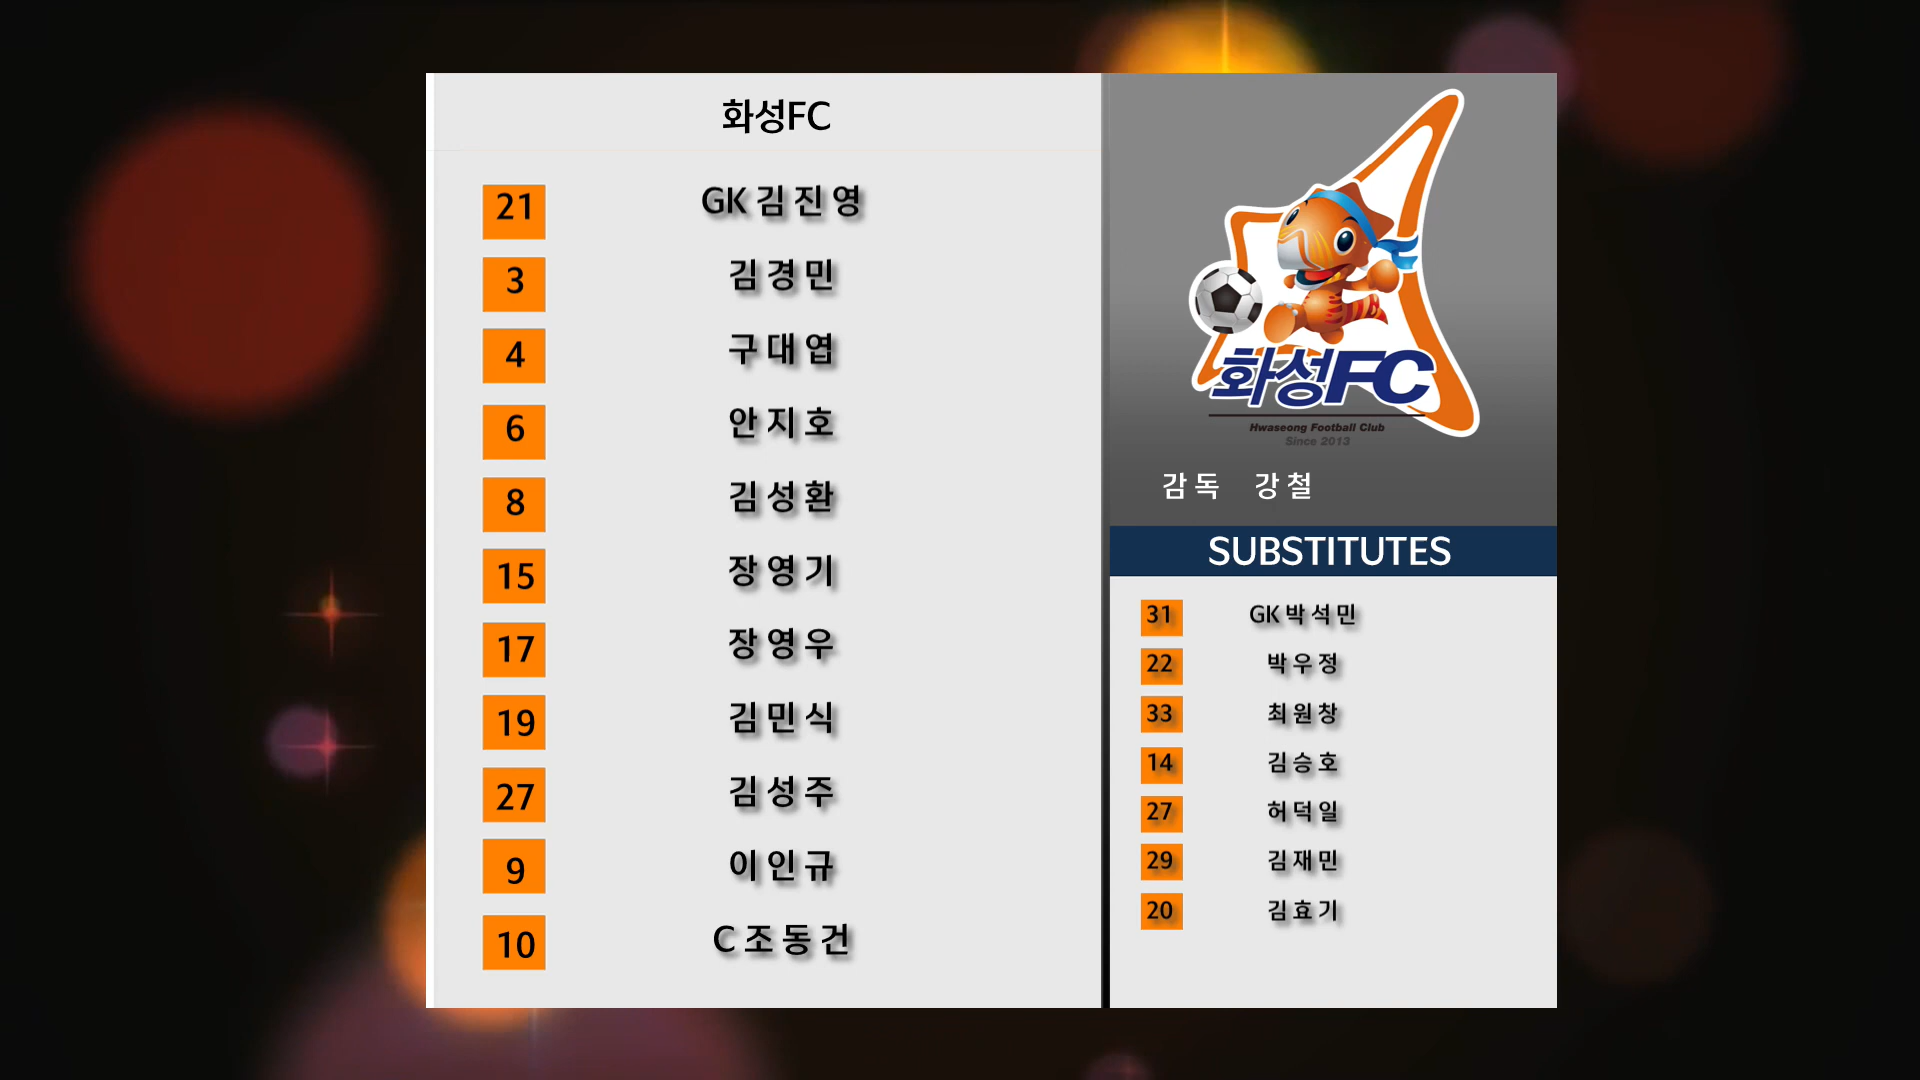 화성FC
21 GK 김진영
3 김경민
4 구대엽
6 안지호
8 김성환
15 장영기
17 장영우
19 김민식
27 김성주
9 이인규
10 C 조동건
화성FC
Hwaseong Football Club
Since 2013
감독 강철
SUBSTITUTES
31 GK 박석민
22 박우정
33 최원창
14 김승호
27 허덕일
29 김재민
20 김효기